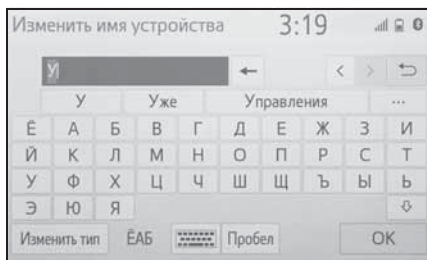 Изменить имя устройства 3:19
У
У Уже Управления ...
Ё А Б В Г Д Е Ж З И
Й К Л М Н О П Р С Т
У Ф Х Ц Ч Ш Щ Ъ Ы Ь
Э Ю Я
Изменить тип ЁАБ Пробел OK